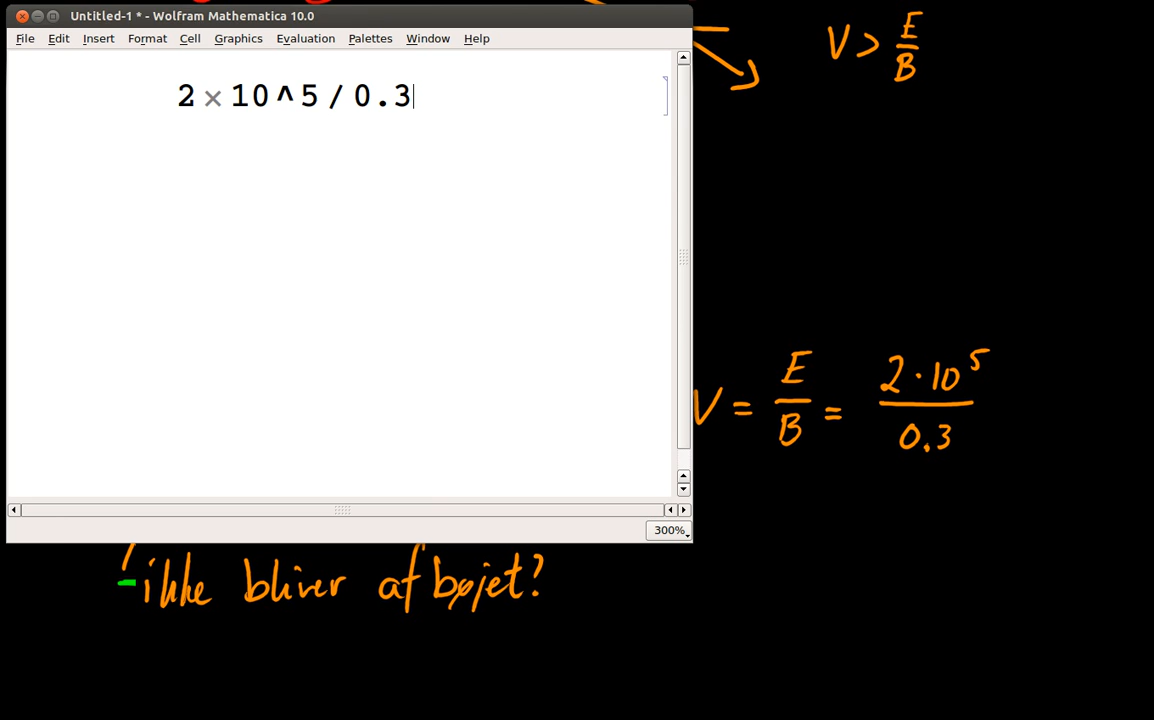 Untitled-1 * - Wolfram Mathematica 10.0
File Edit Insert Format Cell Graphics Evaluation Palettes Window Help
2 × 10 ^ 5 / 0.3
300%
V > E/B
V = E/B = 2 · 10^5 / 0.3
ikke bliver afbøjet?